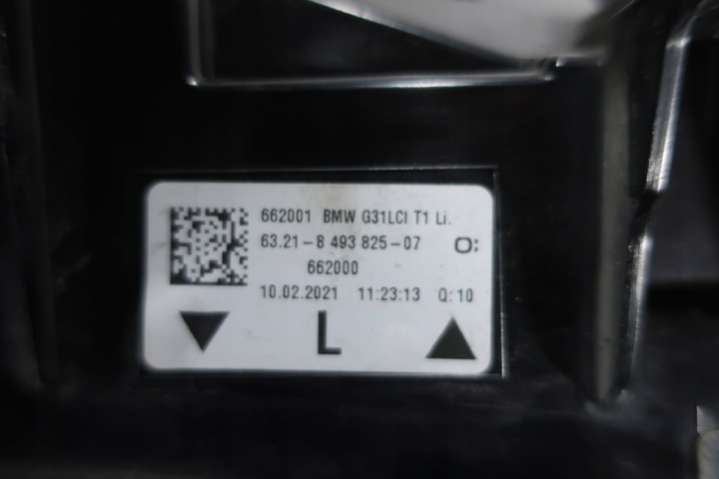 662001 BMW G31LCI T1 Li.
63.21-8 493 825-07 O:
662000
10.02.2021 11:23:13 Q:10
L